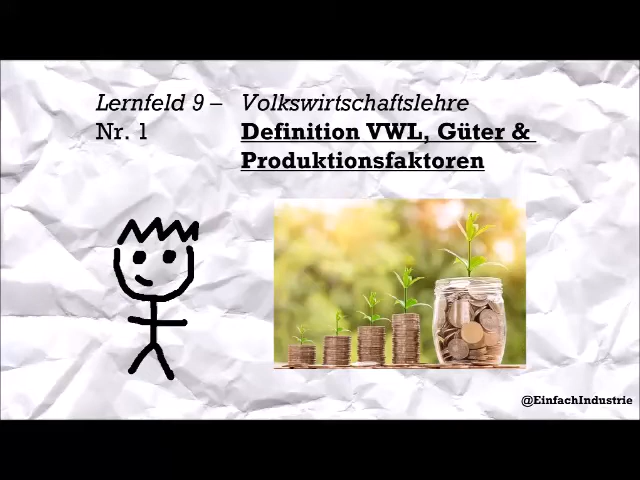 Lernfeld 9 – Volkswirtschaftslehre
Nr. 1 Definition VWL, Güter &
Produktionsfaktoren
@EinfachIndustrie